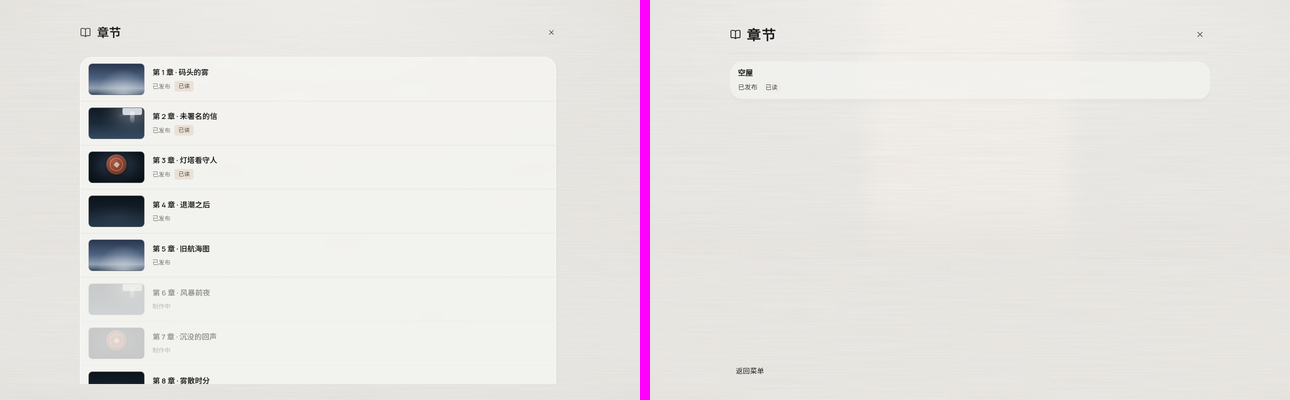 章节
第 1 章 · 码头的雾
已发布 已读
第 2 章 · 未署名的信
已发布 已读
第 3 章 · 灯塔看守人
已发布 已读
第 4 章 · 退潮之后
已发布
第 5 章 · 旧航海图
已发布
第 6 章 · 风暴前夜
制作中
第 7 章 · 沉没的回声
制作中
第 8 章 · 雾散时分
章节
空屋
已发布 已读
返回菜单